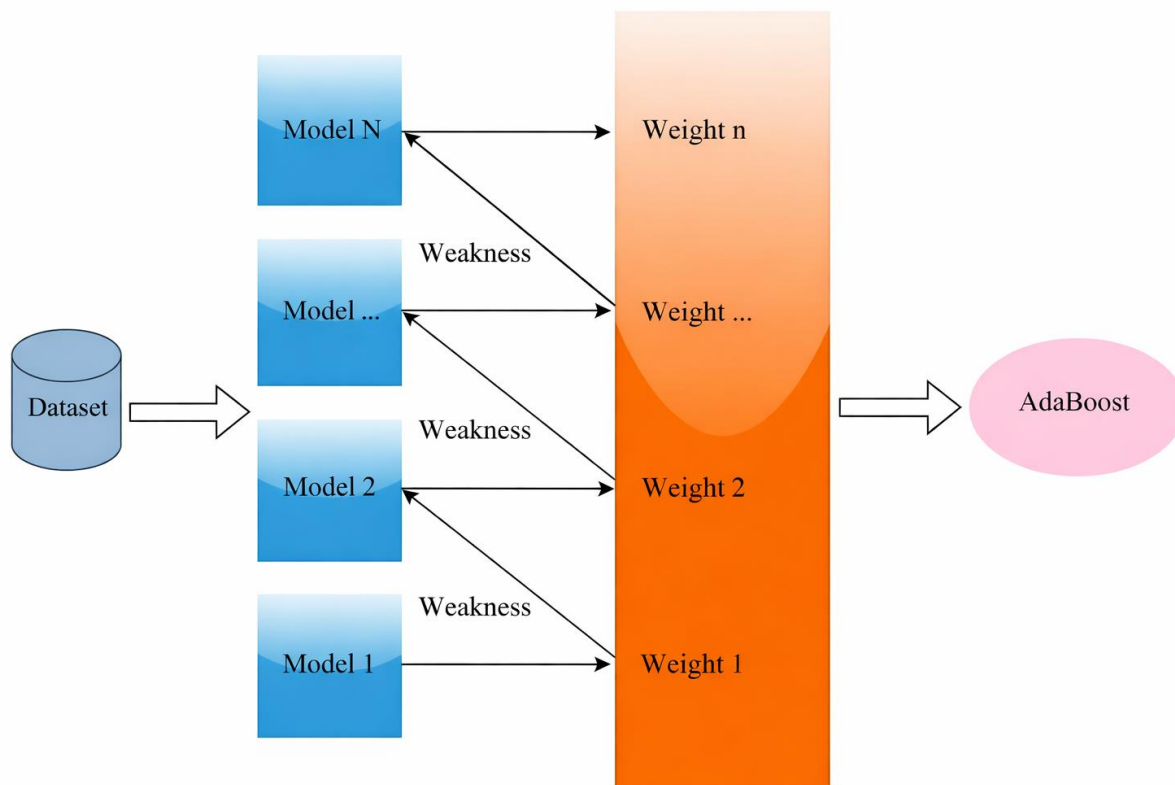 Model N
Weight n
Weakness
Model ...
Weight ...
Dataset
AdaBoost
Weakness
Model 2
Weight 2
Weakness
Model 1
Weight 1